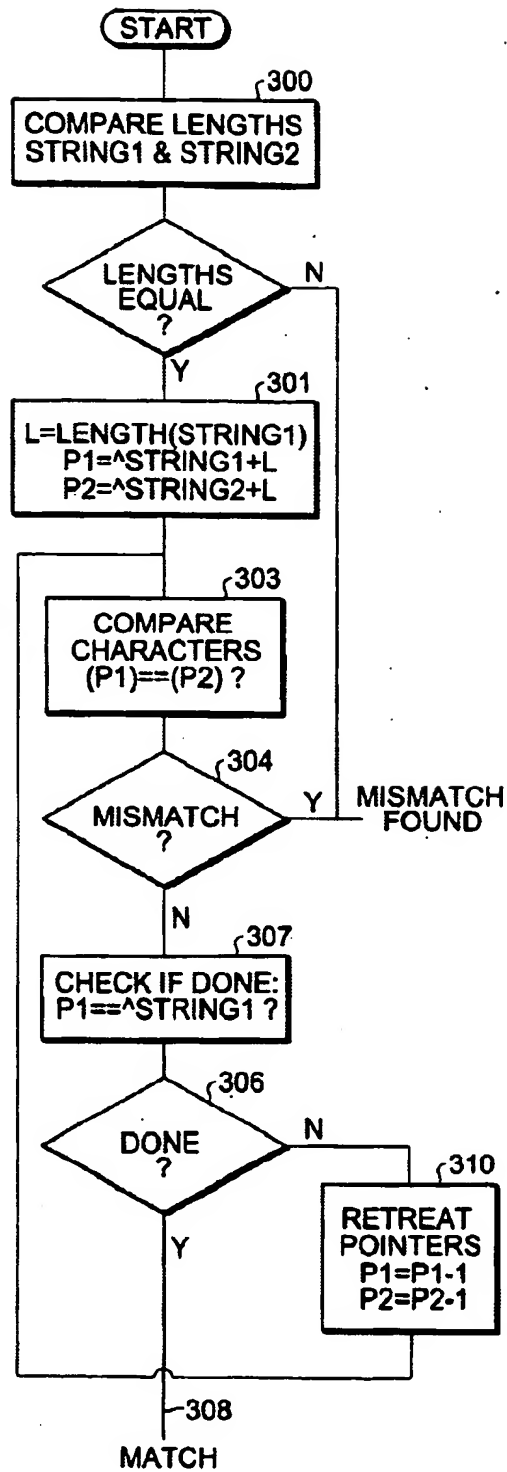 START
300
COMPARE LENGTHS
STRING1 & STRING2
LENGTHS
EQUAL
?
N
Y
301
L=LENGTH(STRING1)
P1=^STRING1+L
P2=^STRING2+L
303
COMPARE
CHARACTERS
(P1)==(P2) ?
304
MISMATCH
?
Y
MISMATCH
FOUND
N
307
CHECK IF DONE:
P1==^STRING1 ?
306
DONE
?
N
310
RETREAT
POINTERS
P1=P1-1
P2=P2-1
Y
308
MATCH